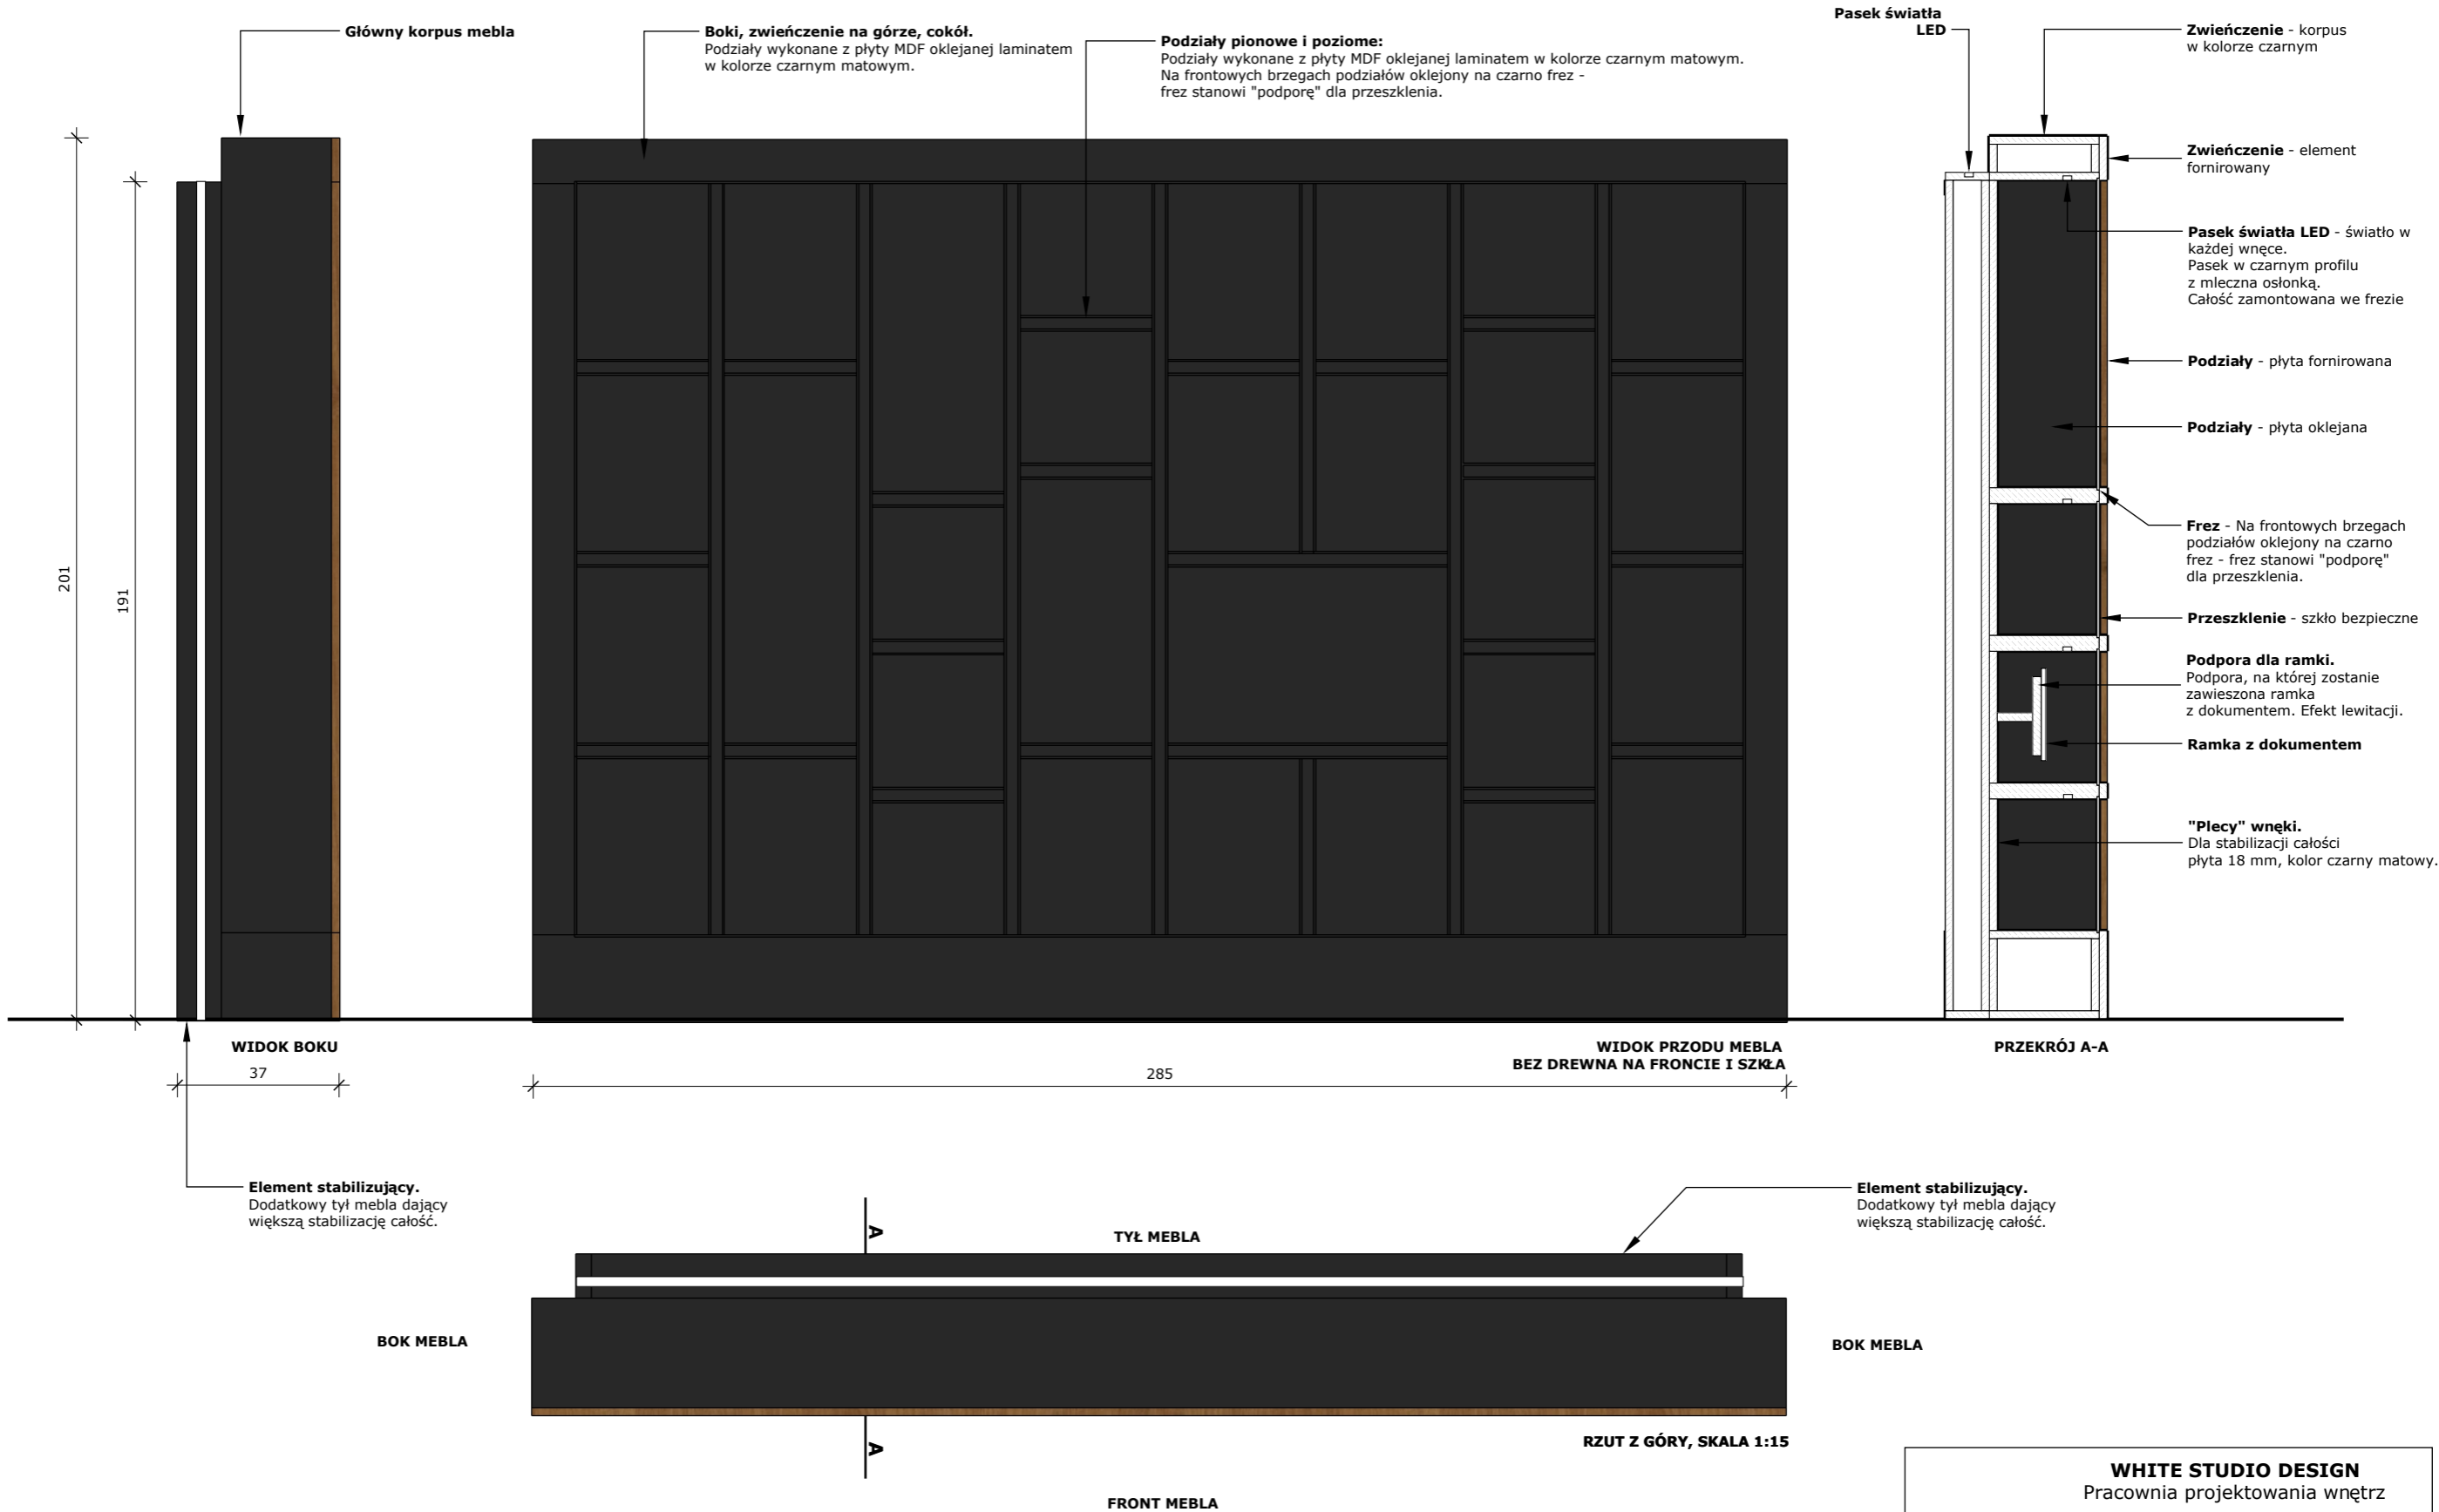 Główny korpus mebla
Boki, zwieńczenie na górze, cokół.
Podziały wykonane z płyty MDF oklejanej laminatem
w kolorze czarnym matowym.
Podziały pionowe i poziome:
Podziały wykonane z płyty MDF oklejanej laminatem w kolorze czarnym matowym.
Na frontowych brzegach podziałów oklejony na czarno frez -
frez stanowi "podporę" dla przeszklenia.
Pasek światła
LED
Zwieńczenie - korpus
w kolorze czarnym
Zwieńczenie - element
fornirowany
Pasek światła LED - światło w
każdej wnęce.
Pasek w czarnym profilu
z mleczna osłonką.
Całość zamontowana we frezie
Podziały - płyta fornirowana
Podziały - płyta oklejana
Frez - Na frontowych brzegach
podziałów oklejony na czarno
frez - frez stanowi "podporę"
dla przeszklenia.
Przeszklenie - szkło bezpieczne
Podpora dla ramki.
Podpora, na której zostanie
zawieszona ramka
z dokumentem. Efekt lewitacji.
Ramka z dokumentem
"Plecy" wnęki.
Dla stabilizacji całości
płyta 18 mm, kolor czarny matowy.
201
191
WIDOK BOKU
37
WIDOK PRZODU MEBLA
BEZ DREWNA NA FRONCIE I SZKŁA
285
PRZEKRÓJ A-A
Element stabilizujący.
Dodatkowy tył mebla dający
większą stabilizację całość.
Element stabilizujący.
Dodatkowy tył mebla dający
większą stabilizację całość.
A
TYŁ MEBLA
BOK MEBLA
BOK MEBLA
A
RZUT Z GÓRY, SKALA 1:15
FRONT MEBLA
WHITE STUDIO DESIGN
Pracownia projektowania wnętrz